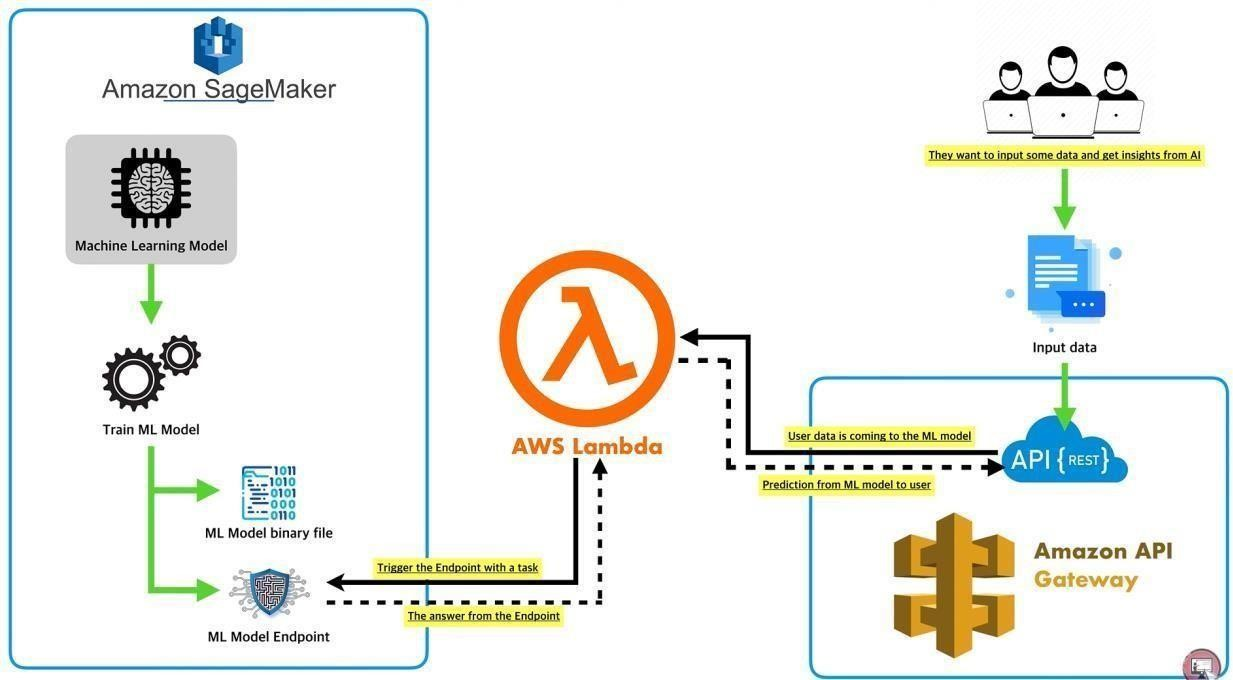 Amazon SageMaker
Machine Learning Model
Train ML Model
1011
1010
0101
0001
0110
ML Model binary file
ML Model Endpoint
Trigger the Endpoint with a task
The answer from the Endpoint
λ
AWS Lambda
They want to input some data and get insights from AI
Input data
User data is coming to the ML model
Prediction from ML model to user
API {REST}
Amazon API
Gateway